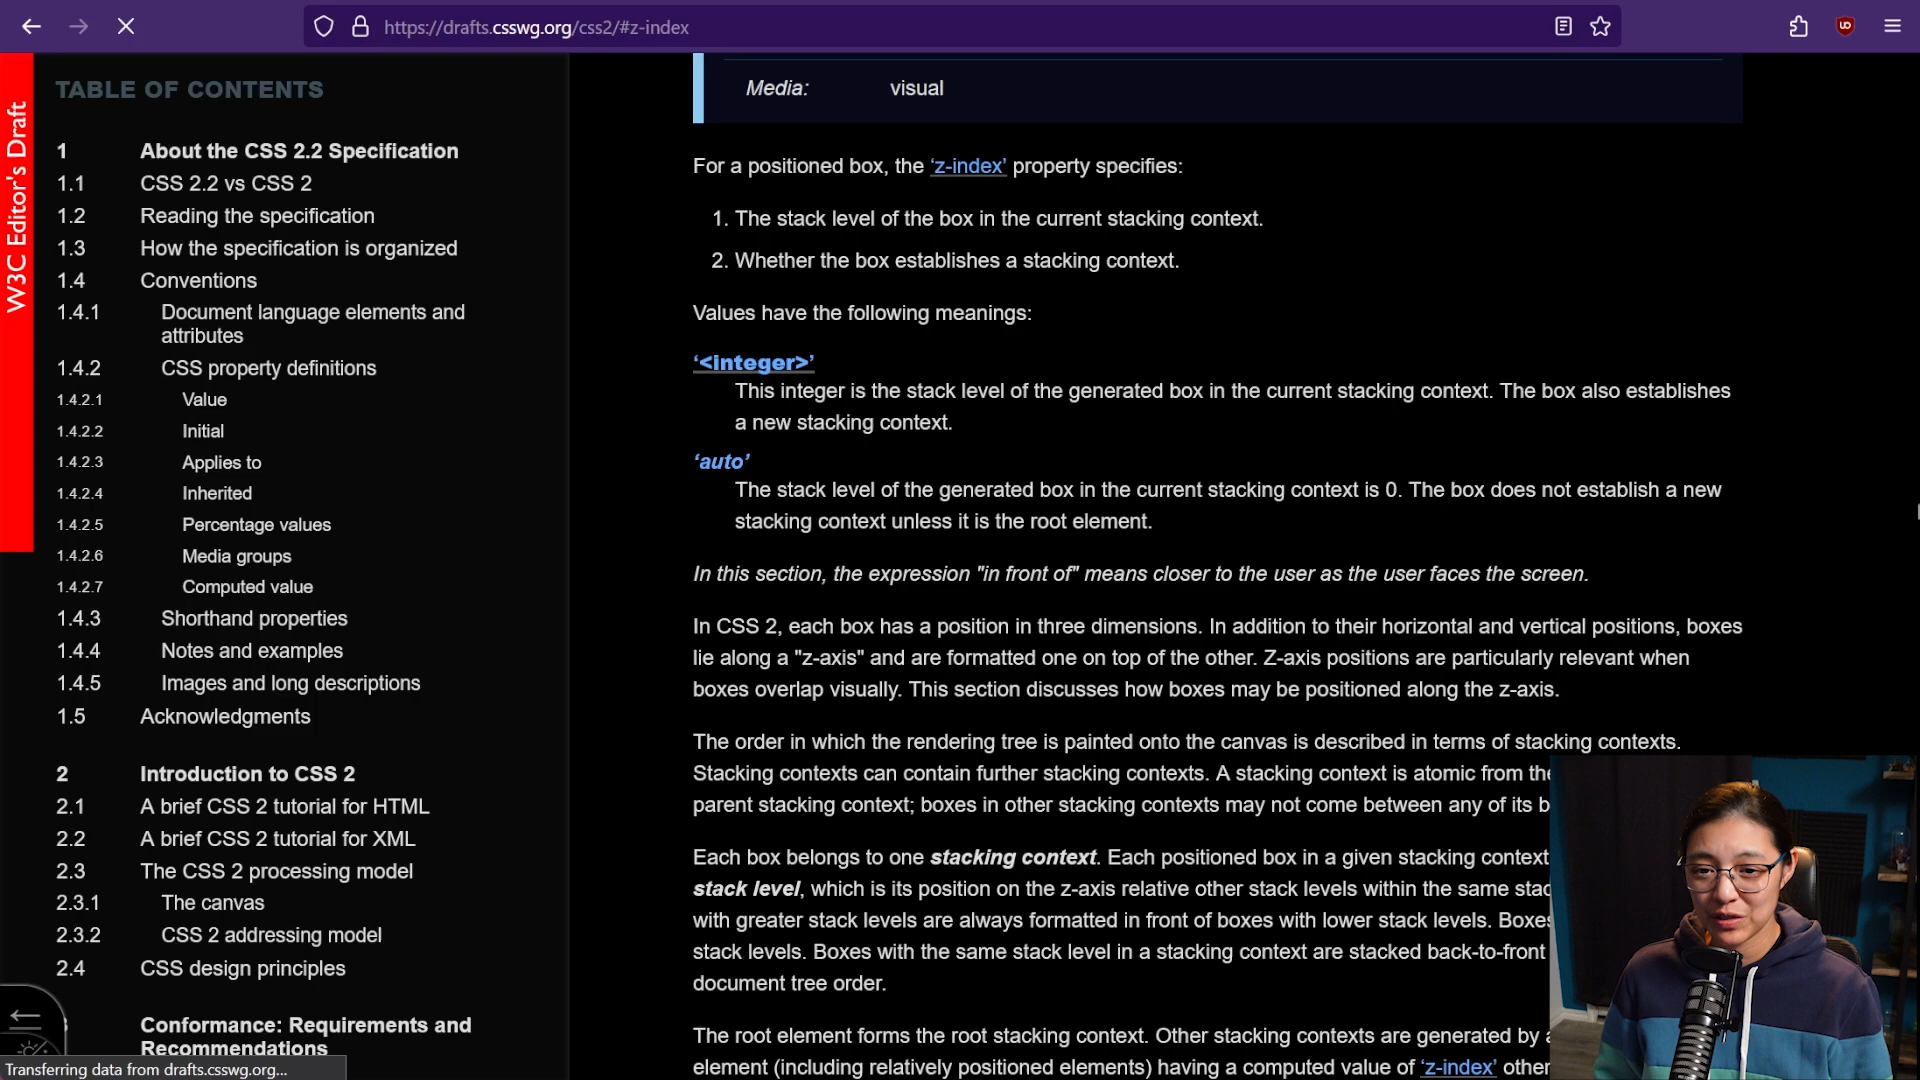 https://drafts.csswg.org/css2/#z-index
W3C Editor's Draft
TABLE OF CONTENTS
1 About the CSS 2.2 Specification
1.1 CSS 2.2 vs CSS 2
1.2 Reading the specification
1.3 How the specification is organized
1.4 Conventions
1.4.1 Document language elements and
attributes
1.4.2 CSS property definitions
1.4.2.1 Value
1.4.2.2 Initial
1.4.2.3 Applies to
1.4.2.4 Inherited
1.4.2.5 Percentage values
1.4.2.6 Media groups
1.4.2.7 Computed value
1.4.3 Shorthand properties
1.4.4 Notes and examples
1.4.5 Images and long descriptions
1.5 Acknowledgments
2 Introduction to CSS 2
2.1 A brief CSS 2 tutorial for HTML
2.2 A brief CSS 2 tutorial for XML
2.3 The CSS 2 processing model
2.3.1 The canvas
2.3.2 CSS 2 addressing model
2.4 CSS design principles
Conformance: Requirements and
Recommendations
Transferring data from drafts.csswg.org...
Media: visual
For a positioned box, the ‘z-index’ property specifies:
1. The stack level of the box in the current stacking context.
2. Whether the box establishes a stacking context.
Values have the following meanings:
‘<integer>’
This integer is the stack level of the generated box in the current stacking context. The box also establishes
a new stacking context.
‘auto’
The stack level of the generated box in the current stacking context is 0. The box does not establish a new
stacking context unless it is the root element.
In this section, the expression "in front of" means closer to the user as the user faces the screen.
In CSS 2, each box has a position in three dimensions. In addition to their horizontal and vertical positions, boxes
lie along a "z-axis" and are formatted one on top of the other. Z-axis positions are particularly relevant when
boxes overlap visually. This section discusses how boxes may be positioned along the z-axis.
The order in which the rendering tree is painted onto the canvas is described in terms of stacking contexts.
Stacking contexts can contain further stacking contexts. A stacking context is atomic from the
parent stacking context; boxes in other stacking contexts may not come between any of its
Each box belongs to one stacking context. Each positioned box in a given stacking context
stack level, which is its position on the z-axis relative other stack levels within the same
with greater stack levels are always formatted in front of boxes with lower stack levels.
stack levels. Boxes with the same stack level in a stacking context are stacked back-to-front
document tree order.
The root element forms the root stacking context. Other stacking contexts are generated by
element (including relatively positioned elements) having a computed value of ‘z-index’ other